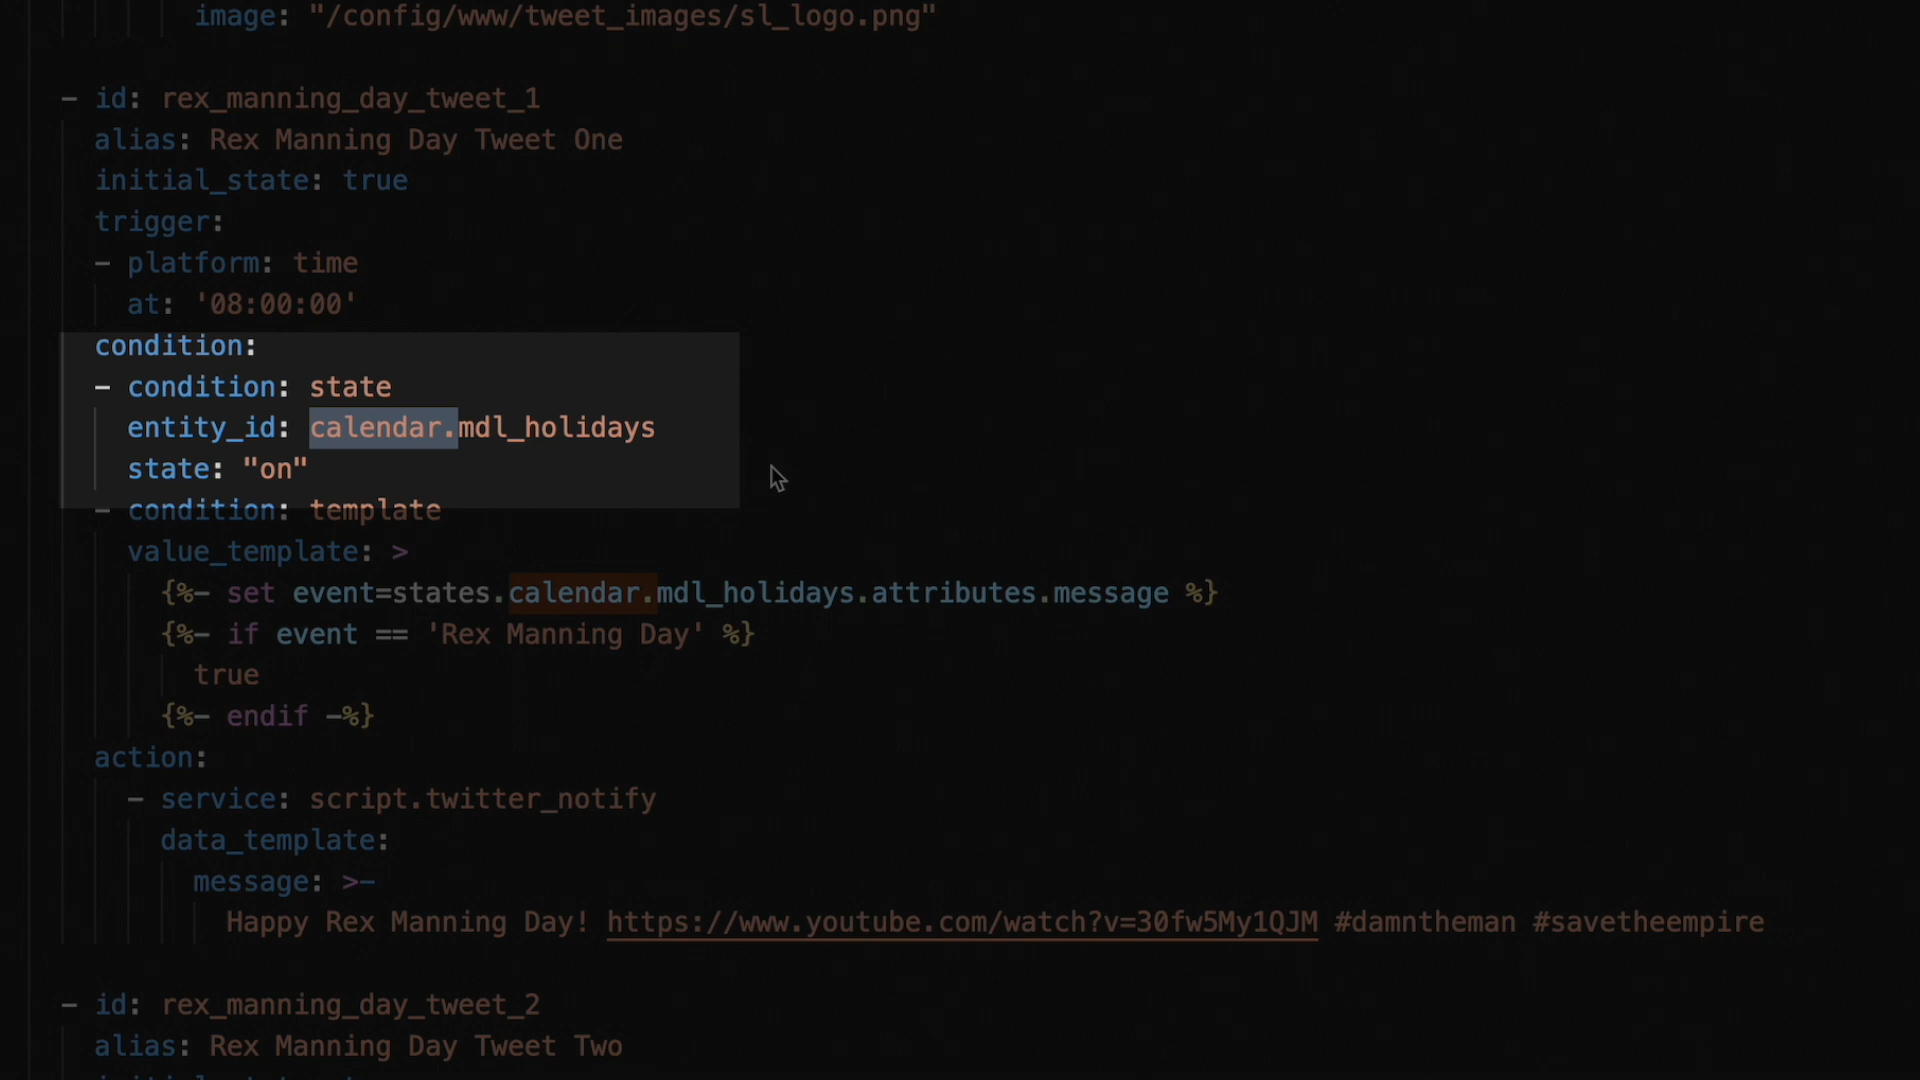 image: "/config/www/tweet_images/sl_logo.png"
- id: rex_manning_day_tweet_1
alias: Rex Manning Day Tweet One
initial_state: true
trigger:
- platform: time
at: '08:00:00'
condition:
- condition: state
entity_id: calendar.mdl_holidays
state: "on"
- condition: template
value_template: >
{%- set event=states.calendar.mdl_holidays.attributes.message %}
{%- if event == 'Rex Manning Day' %}
true
{%- endif -%}
action:
- service: script.twitter_notify
data_template:
message: >-
Happy Rex Manning Day! https://www.youtube.com/watch?v=30fw5My1QJM #damntheman #savetheempire
- id: rex_manning_day_tweet_2
alias: Rex Manning Day Tweet Two